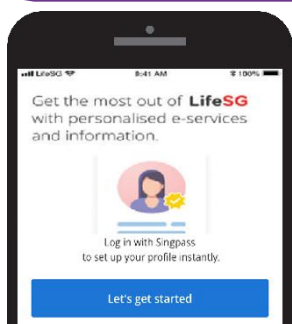 LifeSG 9:41 AM 100%
Get the most out of LifeSG
with personalised e-services
and information.
Log in with Singpass
to set up your profile instantly.
Let's get started